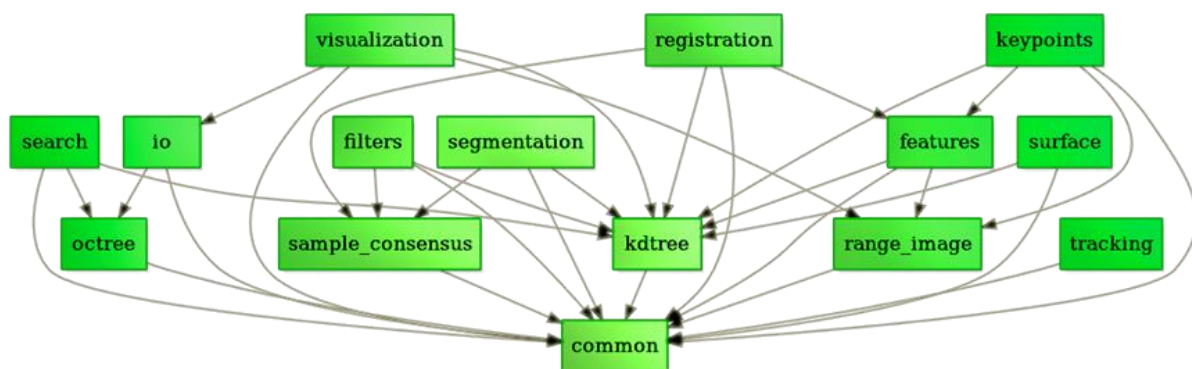 visualization
registration
keypoints
search
io
filters
segmentation
features
surface
octree
sample_consensus
kdtree
range_image
tracking
common